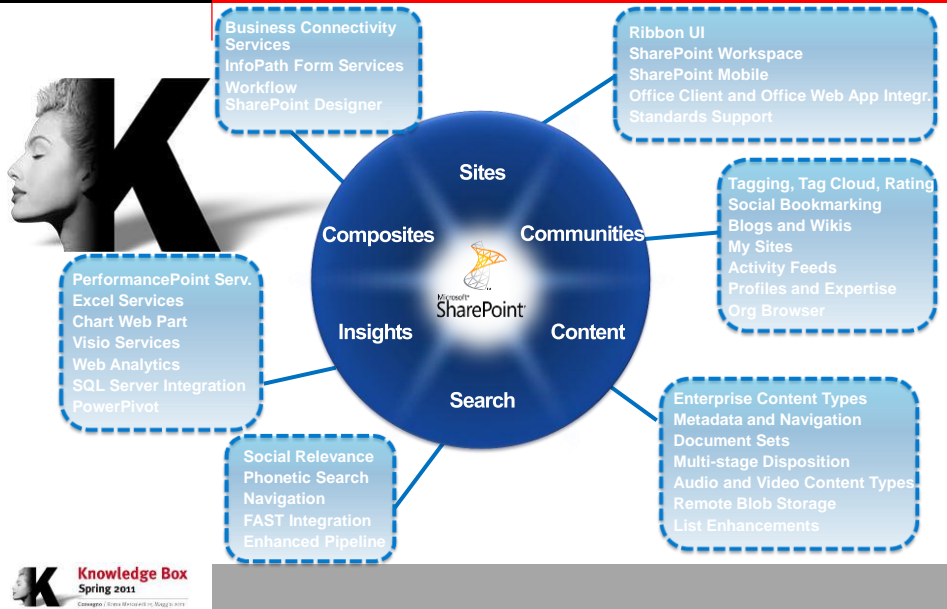 Business Connectivity
Services
InfoPath Form Services
Workflow
SharePoint Designer
Ribbon UI
SharePoint Workspace
SharePoint Mobile
Office Client and Office Web App Integr.
Standards Support
K
Sites
Composites
Communities
Insights
Content
Search
Microsoft®
SharePoint
Tagging, Tag Cloud, Rating
Social Bookmarking
Blogs and Wikis
My Sites
Activity Feeds
Profiles and Expertise
Org Browser
PerformancePoint Serv.
Excel Services
Chart Web Part
Visio Services
Web Analytics
SQL Server Integration
PowerPivot
Enterprise Content Types
Metadata and Navigation
Document Sets
Multi-stage Disposition
Audio and Video Content Types
Remote Blob Storage
List Enhancements
Social Relevance
Phonetic Search
Navigation
FAST Integration
Enhanced Pipeline
K
Knowledge Box
Spring 2011
Convegno /